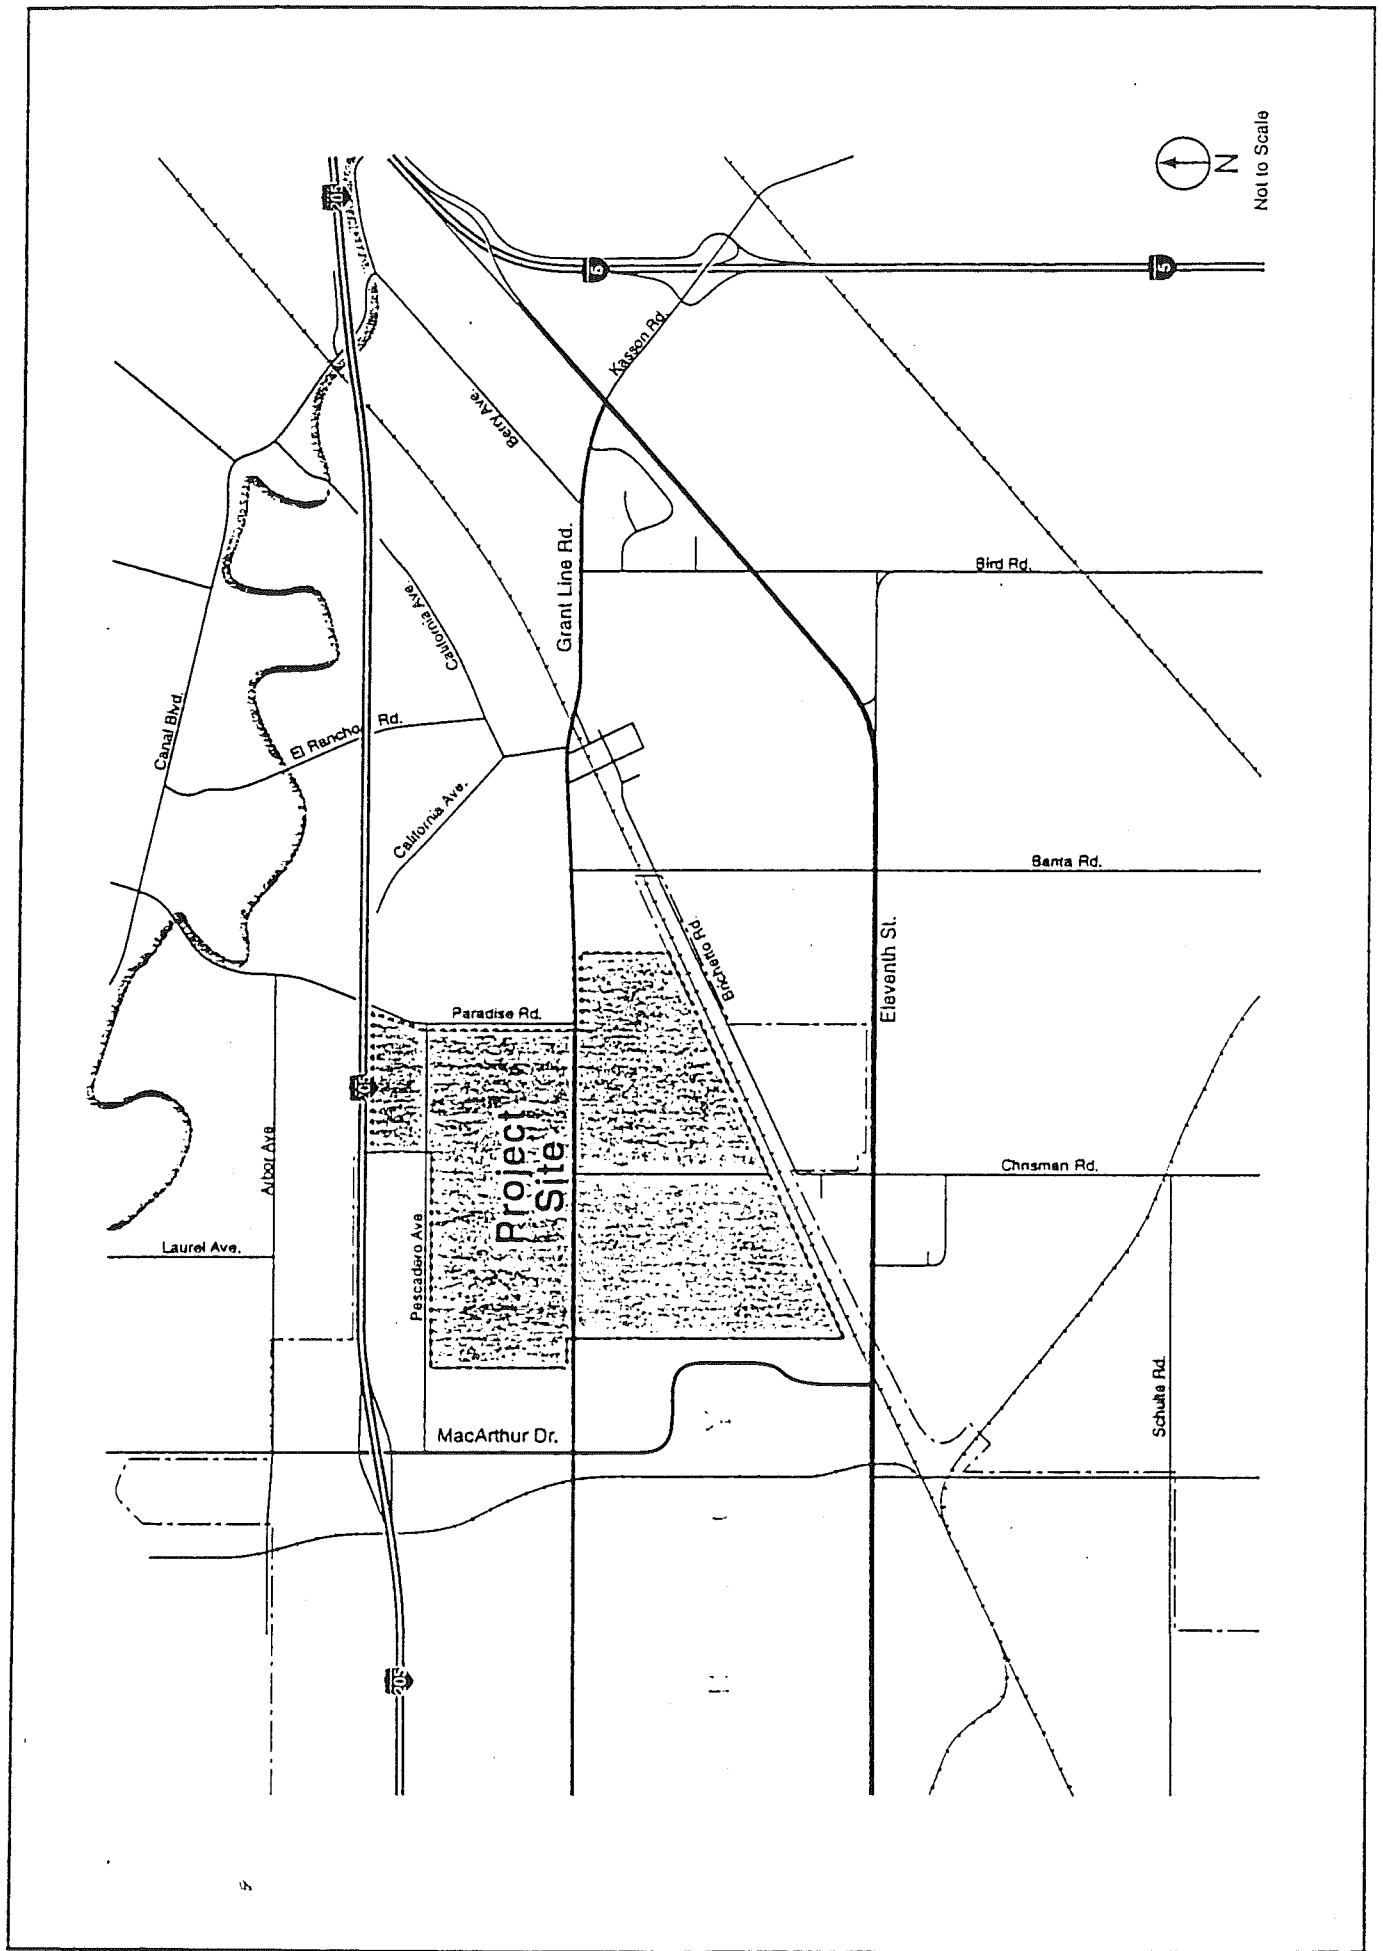 205
Canal Blvd.
El Rancho Rd.
California Ave.
California Ave.
Berry Ave.
5
Kasson Rd.
5
N
Not to Scale
Grant Line Rd.
Bird Rd.
Banta Rd.
Paradise Rd.
Brichetto Rd.
Eleventh St.
205
Arbor Ave
Laurel Ave.
Pescadero Ave
Project
Site
Chrisman Rd.
MacArthur Dr.
Schulte Rd.
205